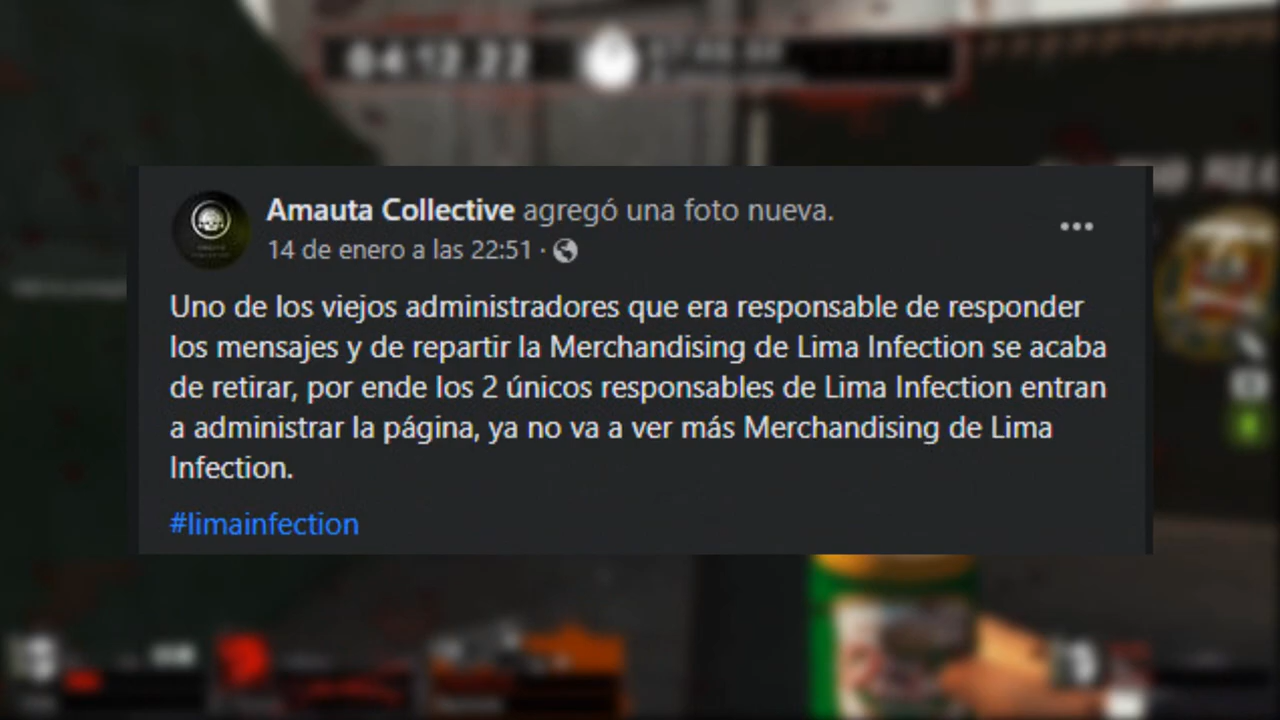 04:12.22
Amauta Collective agregó una foto nueva.
14 de enero a las 22:51 ·
Uno de los viejos administradores que era responsable de responder
los mensajes y de repartir la Merchandising de Lima Infection se acaba
de retirar, por ende los 2 únicos responsables de Lima Infection entran
a administrar la página, ya no va a ver más Merchandising de Lima
Infection.
#limainfection